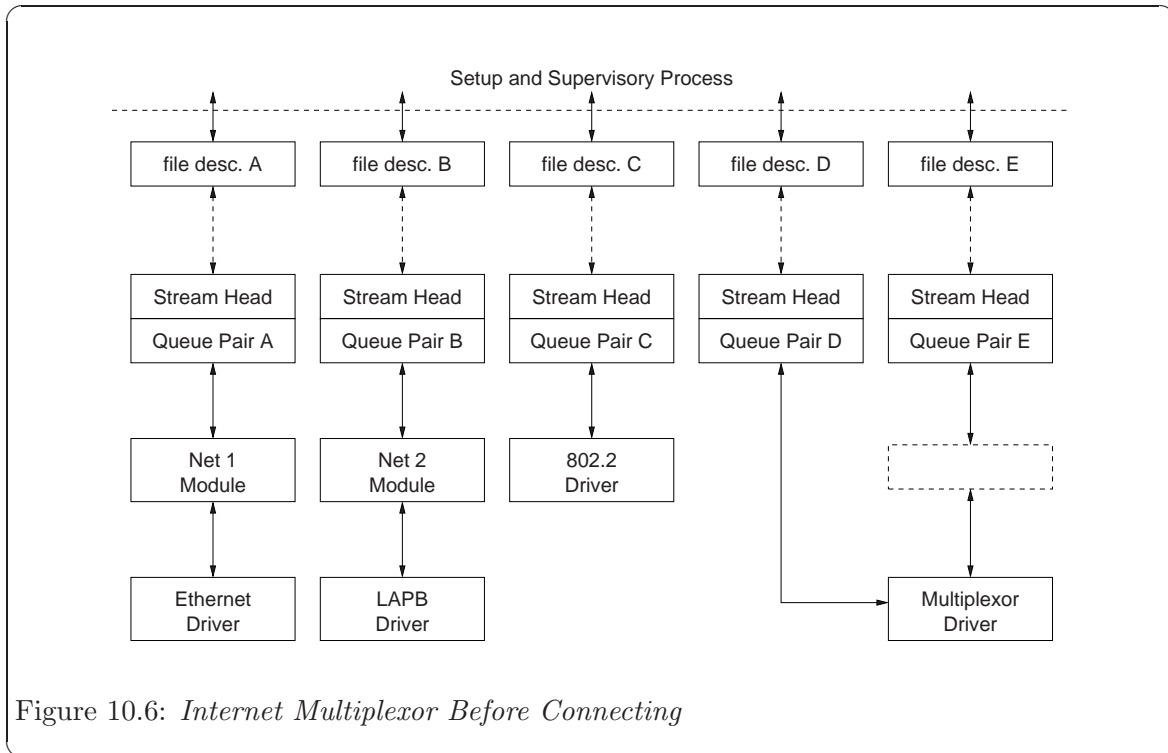 Setup and Supervisory Process
file desc. A
file desc. B
file desc. C
file desc. D
file desc. E
Stream Head
Stream Head
Stream Head
Stream Head
Stream Head
Queue Pair A
Queue Pair B
Queue Pair C
Queue Pair D
Queue Pair E
Net 1
Module
Net 2
Module
802.2
Driver
Ethernet
Driver
LAPB
Driver
Multiplexor
Driver
Figure 10.6: Internet Multiplexor Before Connecting